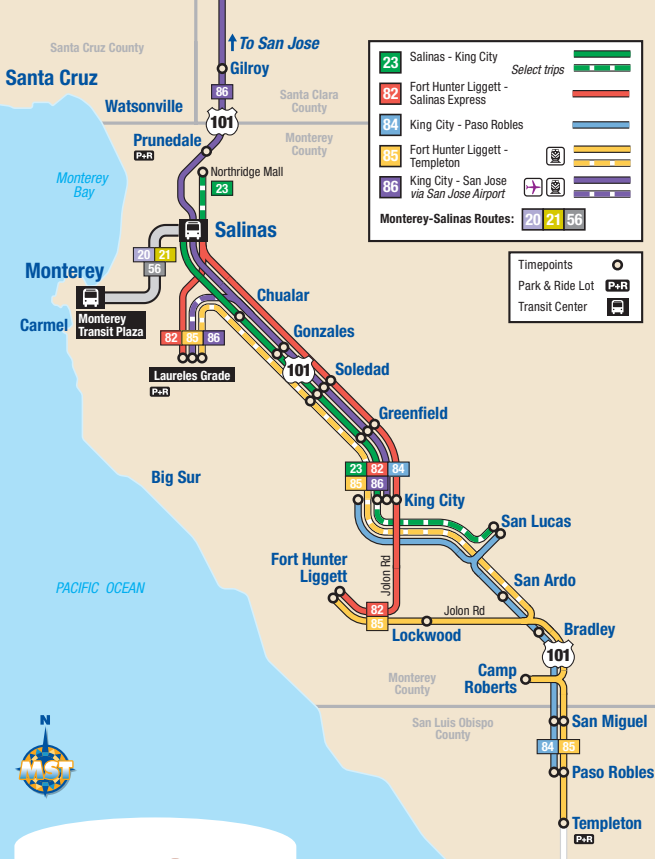 To San Jose
Santa Cruz County
Gilroy
Santa Cruz
86
Santa Clara
County
Watsonville
101
Prunedale
P+R
Monterey
County
Northridge Mall
23
Monterey
Bay
Salinas
20 21
56
Monterey
Carmel
Monterey
Transit Plaza
Chualar
82 85 86
Gonzales
Laureles Grade
P+R
101
Soledad
Greenfield
23 82 84
85 86
Big Sur
King City
San Lucas
Fort Hunter
Liggett
Jolon Rd
San Ardo
PACIFIC OCEAN
82
85
Jolon Rd
Lockwood
Bradley
101
Camp
Roberts
Monterey
County
San Luis Obispo
County
San Miguel
84 85
Paso Robles
Templeton
P+R
N
MST
23 Salinas - King City
Select trips
82 Fort Hunter Liggett -
Salinas Express
84 King City - Paso Robles
85 Fort Hunter Liggett -
Templeton
86 King City - San Jose
via San Jose Airport
Monterey-Salinas Routes: 20 21 56
Timepoints
Park & Ride Lot P+R
Transit Center